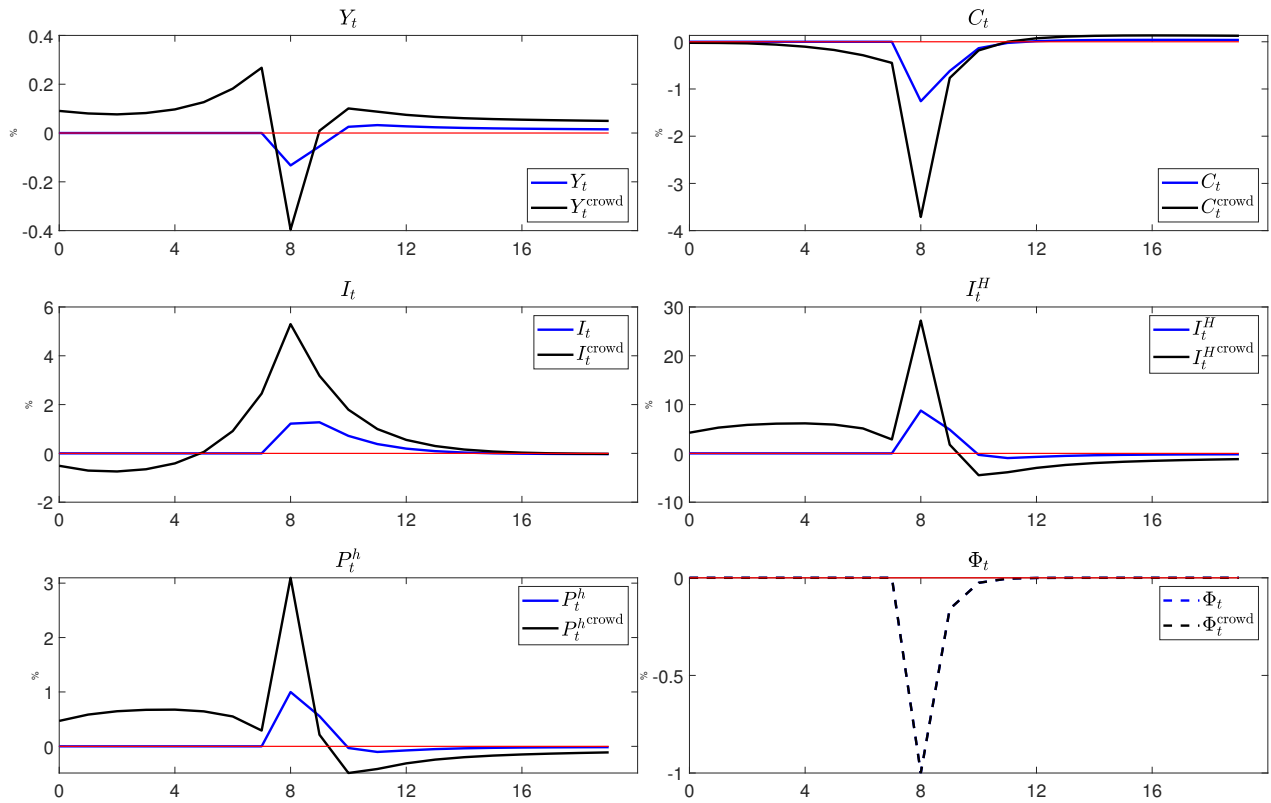 Y_t
0.4
0.2
0
-0.2
-0.4
%
0 4 8 12 16
Y_t
Y_t^crowd
C_t
0
-1
-2
-3
-4
%
0 4 8 12 16
C_t
C_t^crowd
I_t
6
4
2
0
-2
%
0 4 8 12 16
I_t
I_t^crowd
I_t^H
30
20
10
0
-10
%
0 4 8 12 16
I_t^H
I_t^H^crowd
P_t^h
3
2
1
0
%
0 4 8 12 16
P_t^h
P_t^h^crowd
Φ_t
0
-0.5
-1
%
0 4 8 12 16
Φ_t
Φ_t^crowd